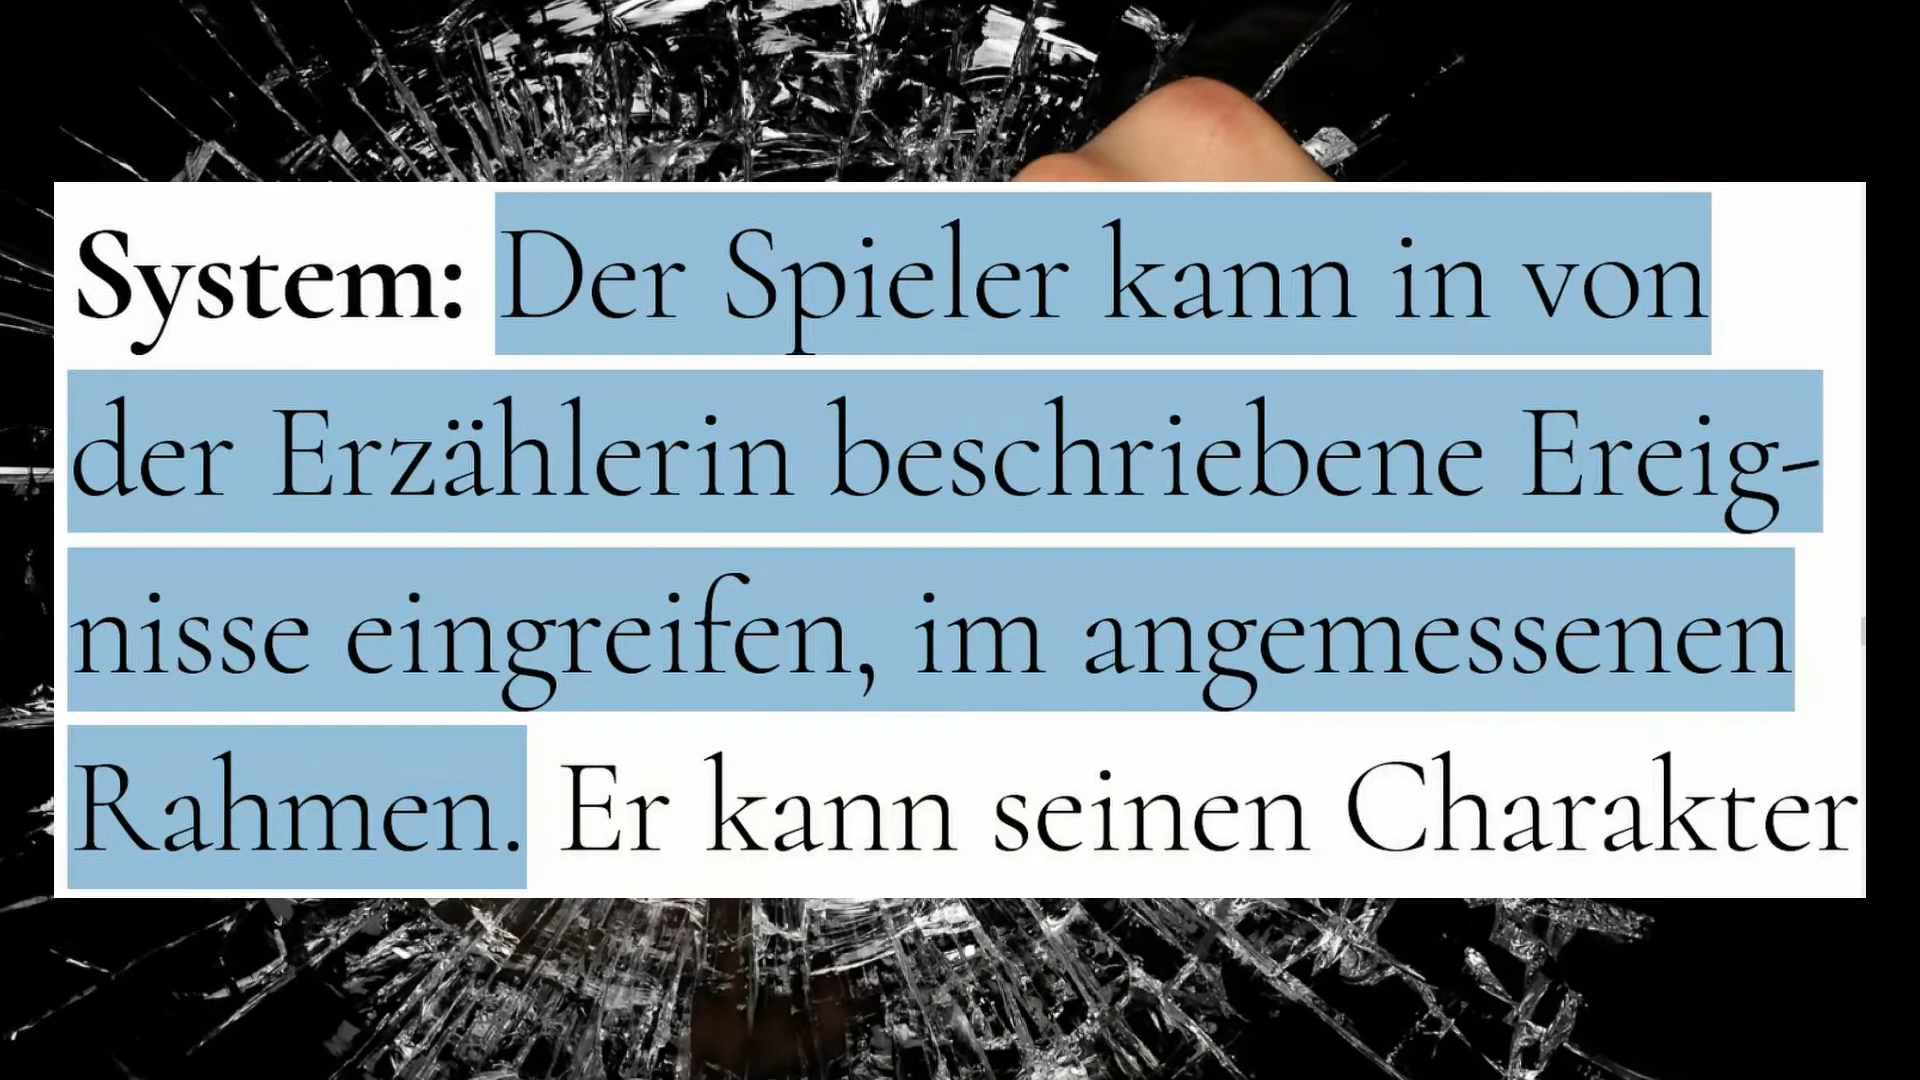 System: Der Spieler kann in von
der Erzählerin beschriebene Ereig-
nisse eingreifen, im angemessenen
Rahmen. Er kann seinen Charakter